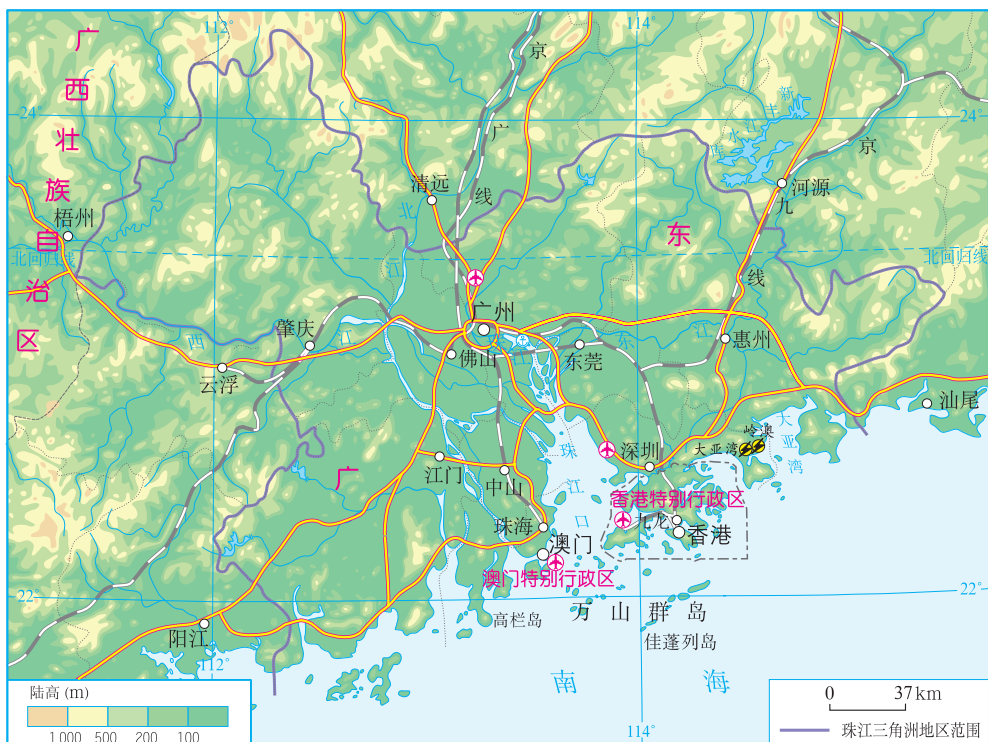 112°
114°
广西壮族自治区
24°
24°
京广线
新丰江水库
京九线
河源
清远
北江
梧州
东
北回归线
北回归线
广州
肇庆
西江
东江
惠州
佛山
东莞
云浮
汕尾
岭澳
大亚湾
大亚湾
深圳
珠江口
江门
广
中山
香港特别行政区
九龙
珠海
香港
澳门
澳门特别行政区
22°
22°
高栏岛
万山群岛
阳江
佳蓬列岛
112°
南海
114°
陆高 (m)
1 000 500 200 100
0 37 km
珠江三角洲地区范围